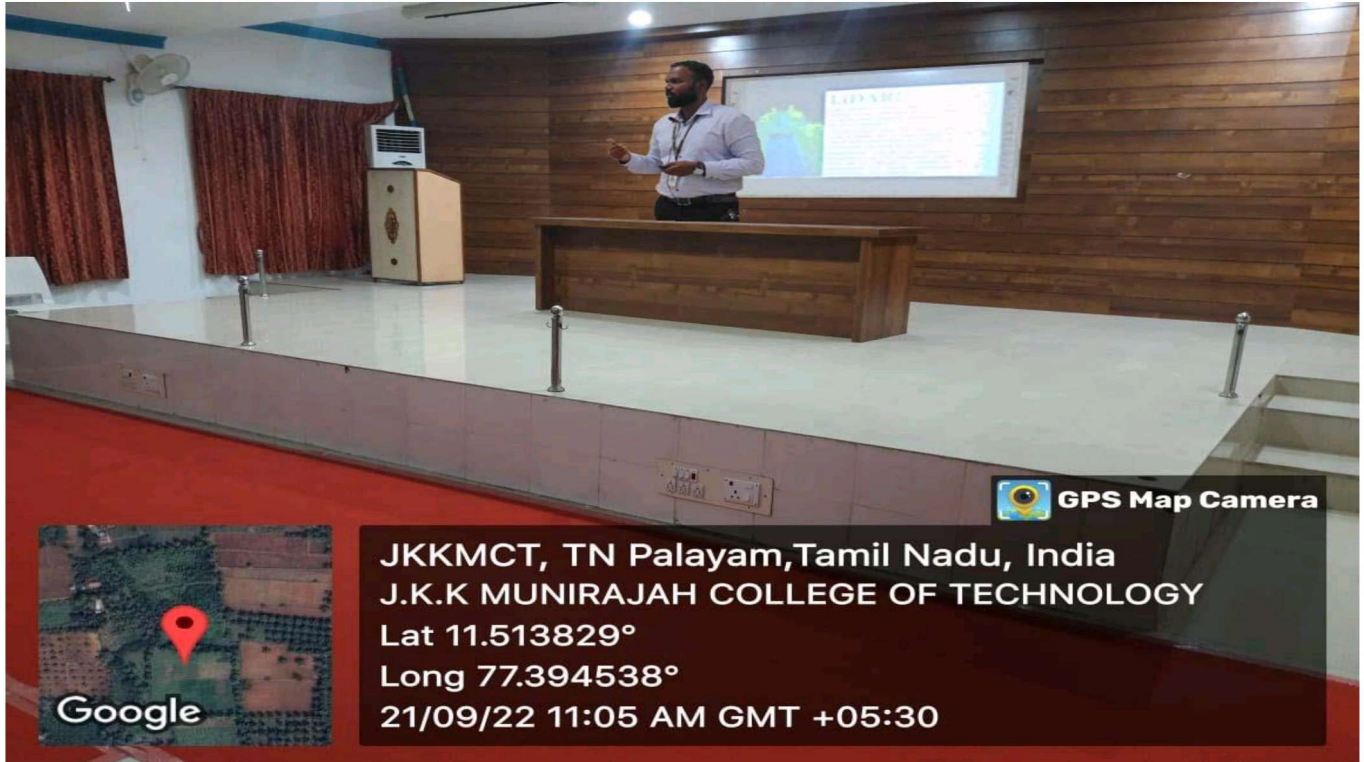 LiDAR:
GPS Map Camera
JKKMCT, TN Palayam,Tamil Nadu, India
J.K.K MUNIRAJAH COLLEGE OF TECHNOLOGY
Lat 11.513829°
Long 77.394538°
21/09/22 11:05 AM GMT +05:30
Google